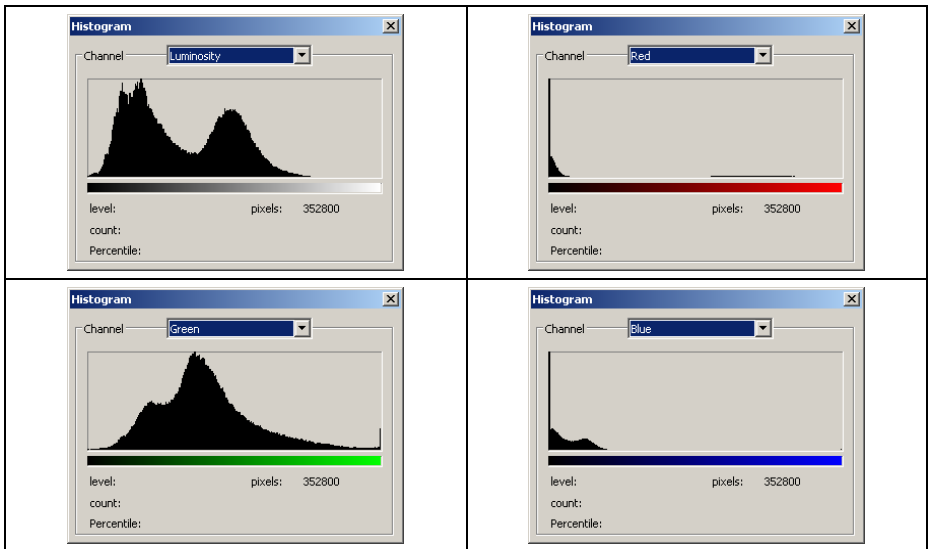 Histogram
Channel Luminosity
level: pixels: 352800
count:
Percentile:
Histogram
Channel Red
level: pixels: 352800
count:
Percentile:
Histogram
Channel Green
level: pixels: 352800
count:
Percentile:
Histogram
Channel Blue
level: pixels: 352800
count:
Percentile: